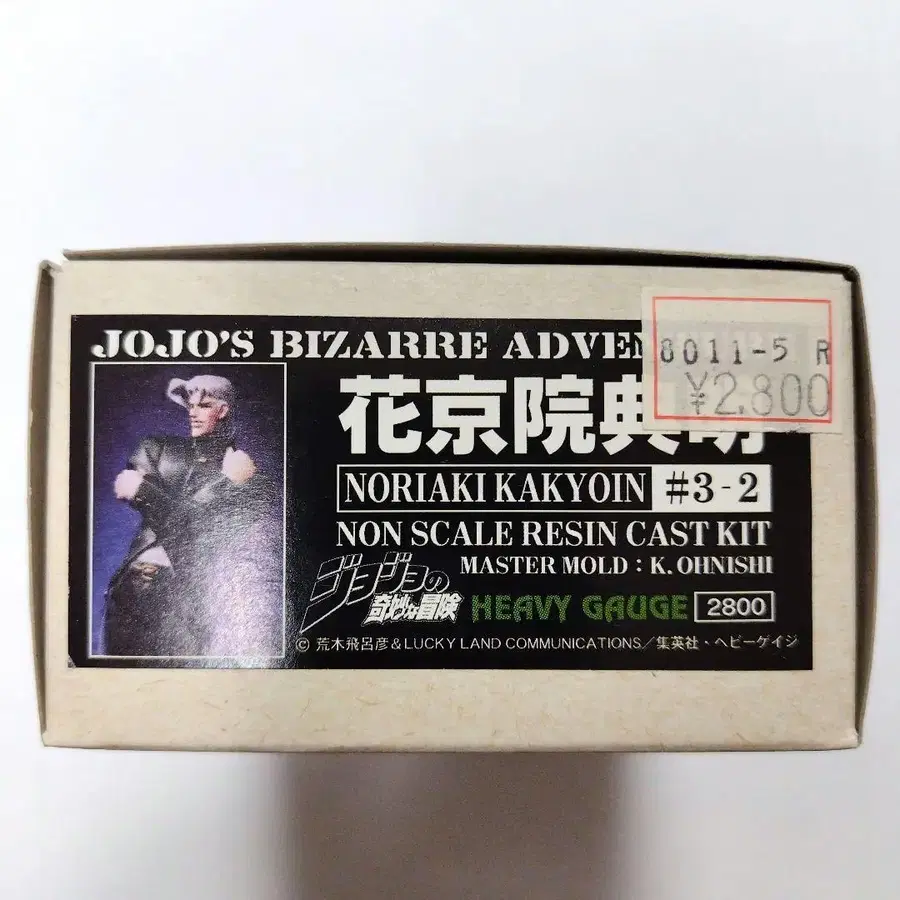 JOJO'S BIZARRE ADVEN
8011-5 R
¥2,800
花京院典明
NORIAKI KAKYOIN #3-2
NON SCALE RESIN CAST KIT
MASTER MOLD : K. OHNISHI
ジョジョの奇妙な冒険 HEAVY GAUGE 2800
© 荒木飛呂彦&LUCKY LAND COMMUNICATIONS/集英社・ヘビーゲイジ